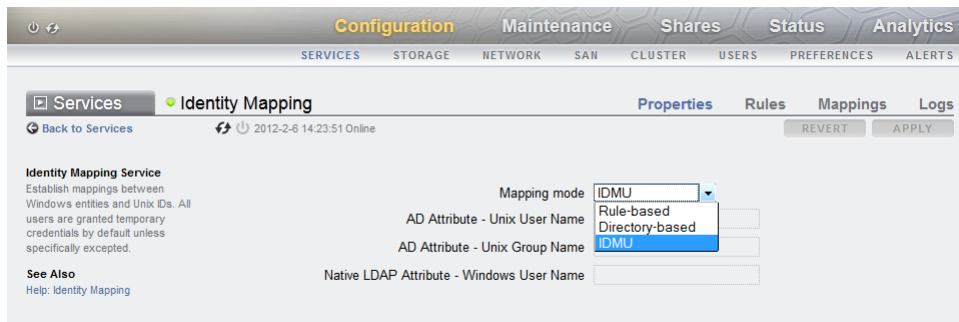 Configuration Maintenance Shares Status Analytics
SERVICES STORAGE NETWORK SAN CLUSTER USERS PREFERENCES ALERTS
Services Identity Mapping Properties Rules Mappings Logs
Back to Services 2012-2-6 14:23:51 Online REVERT APPLY
Identity Mapping Service
Establish mappings between
Windows entities and Unix IDs. All
users are granted temporary
credentials by default unless
specifically excepted.
See Also
Help: Identity Mapping
Mapping mode IDMU
Rule-based
Directory-based
IDMU
AD Attribute - Unix User Name
AD Attribute - Unix Group Name
Native LDAP Attribute - Windows User Name